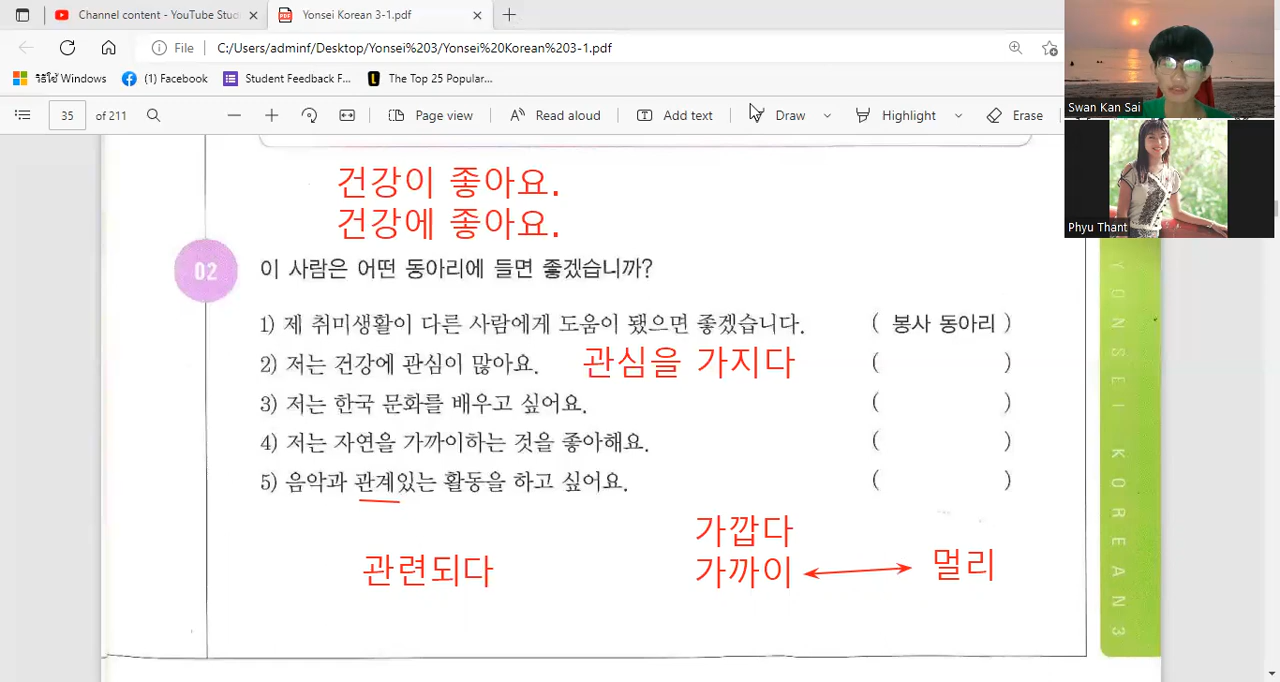 Channel content - YouTube Stud
Yonsei Korean 3-1.pdf
File
C:/Users/adminf/Desktop/Yonsei%203/Yonsei%20Korean%203-1.pdf
วิธีใช้ Windows
(1) Facebook
Student Feedback F...
The Top 25 Popular...
35 of 211
Page view
Read aloud
Add text
Draw
Highlight
Erase
Swan Kan Sai
Phyu Thant
건강이 좋아요.
건강에 좋아요.
02 이 사람은 어떤 동아리에 들면 좋겠습니까?
1) 제 취미생활이 다른 사람에게 도움이 됐으면 좋겠습니다. ( 봉사 동아리 )
2) 저는 건강에 관심이 많아요. 관심을 가지다 ( )
3) 저는 한국 문화를 배우고 싶어요. ( )
4) 저는 자연을 가까이하는 것을 좋아해요. ( )
5) 음악과 관계있는 활동을 하고 싶어요. ( )
가깝다
관련되다 가까이 멀리
YONSEI KOREAN 3